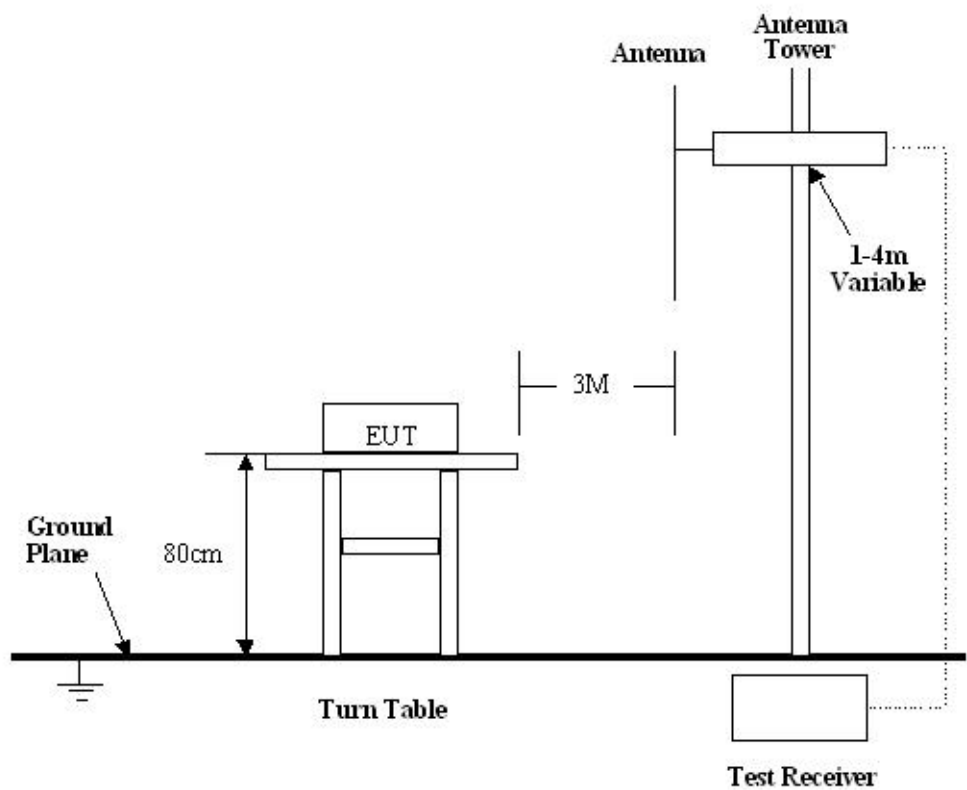 Antenna
Tower
Antenna
1-4m
Variable
3M
EUT
Ground
Plane
80cm
Turn Table
Test Receiver